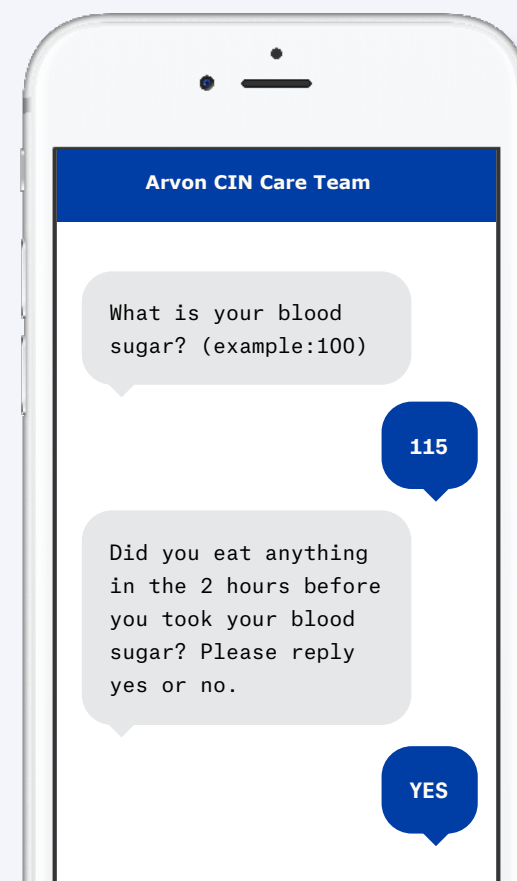 Arvon CIN Care Team
What is your blood
sugar? (example:100)
115
Did you eat anything
in the 2 hours before
you took your blood
sugar? Please reply
yes or no.
YES